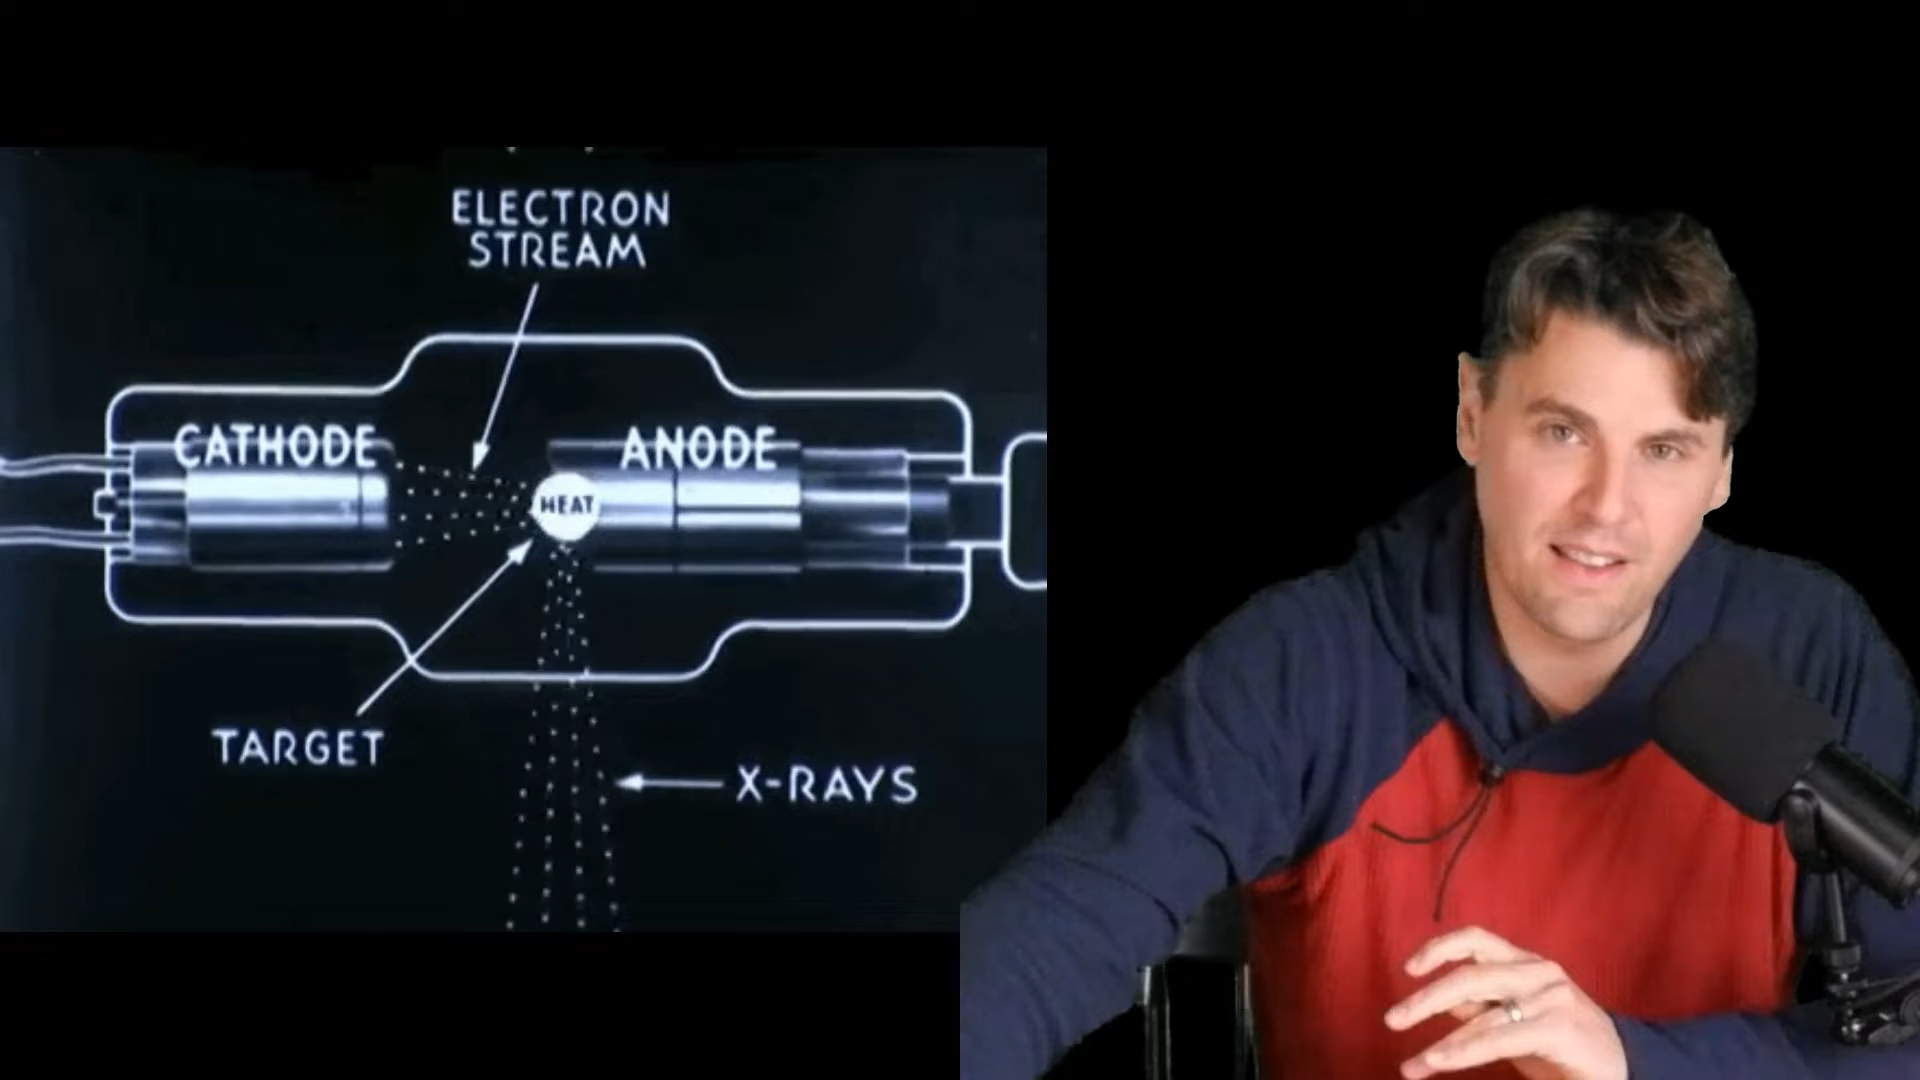 ELECTRON
STREAM
CATHODE
ANODE
HEAT
TARGET
X-RAYS